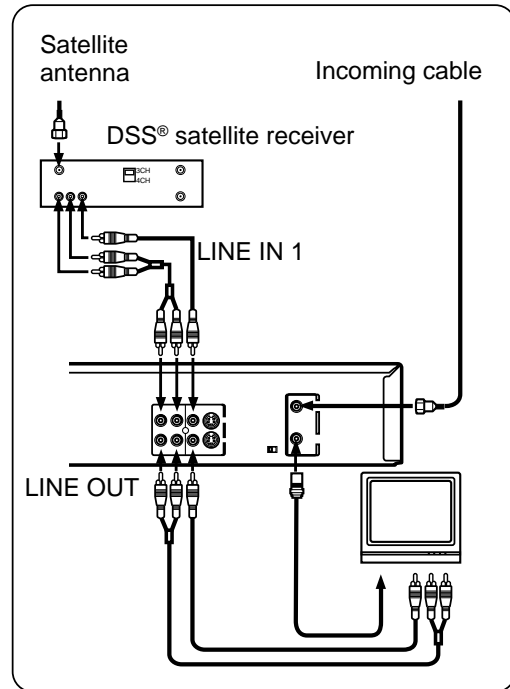 Satellite
antenna
Incoming cable
DSS® satellite receiver
3CH
4CH
LINE IN 1
LINE OUT